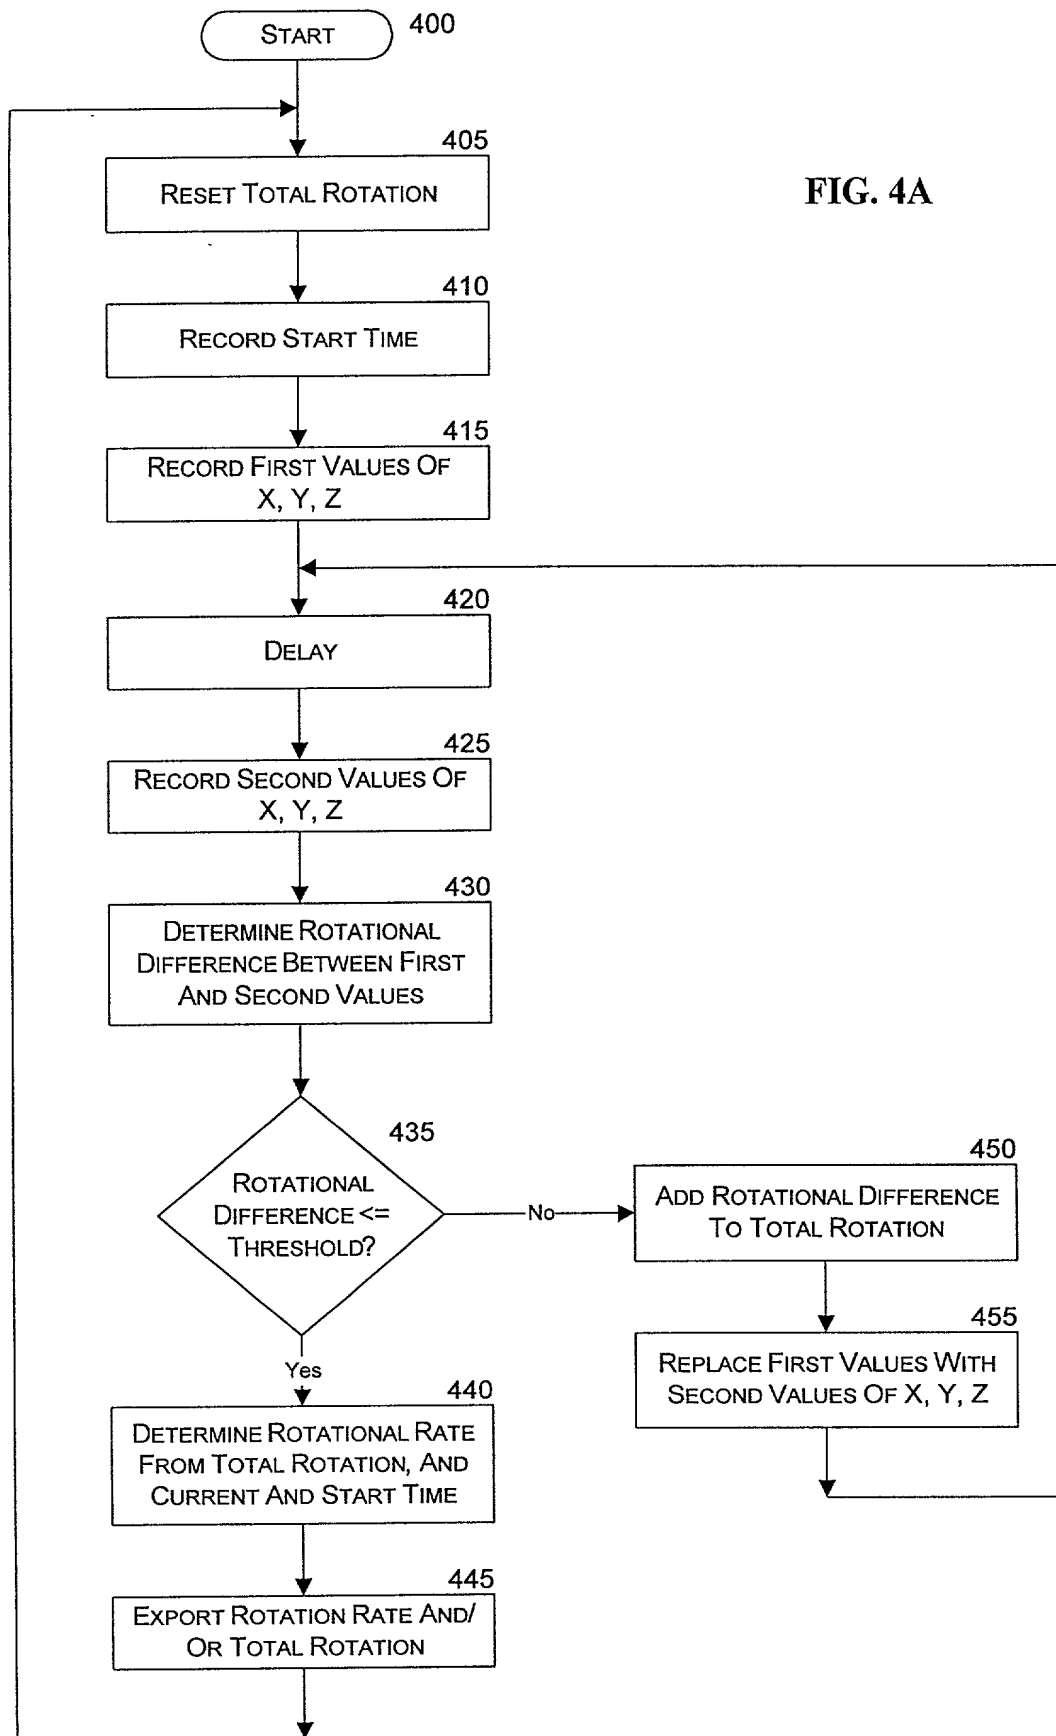 START
400
405
RESET TOTAL ROTATION
FIG. 4A
410
RECORD START TIME
415
RECORD FIRST VALUES OF
X, Y, Z
420
DELAY
425
RECORD SECOND VALUES OF
X, Y, Z
430
DETERMINE ROTATIONAL
DIFFERENCE BETWEEN FIRST
AND SECOND VALUES
435
ROTATIONAL
DIFFERENCE <=
THRESHOLD?
No
450
ADD ROTATIONAL DIFFERENCE
TO TOTAL ROTATION
455
REPLACE FIRST VALUES WITH
SECOND VALUES OF X, Y, Z
Yes
440
DETERMINE ROTATIONAL RATE
FROM TOTAL ROTATION, AND
CURRENT AND START TIME
445
EXPORT ROTATION RATE AND/
OR TOTAL ROTATION